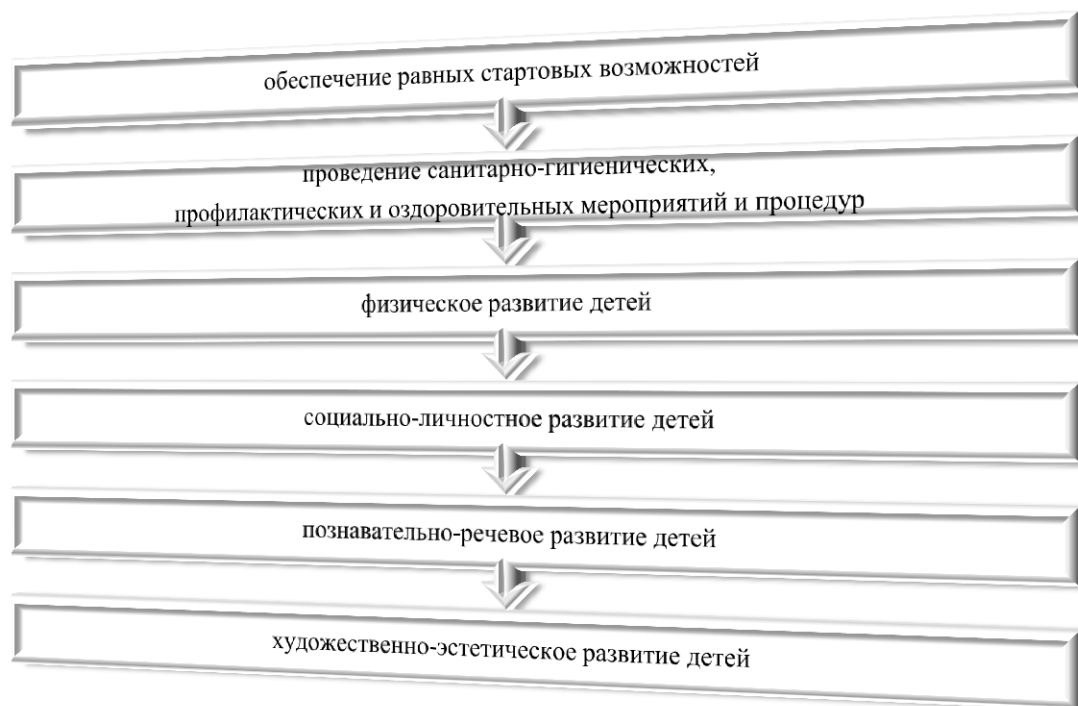 обеспечение равных стартовых возможностей
проведение санитарно-гигиенических,
профилактических и оздоровительных мероприятий и процедур
физическое развитие детей
социально-личностное развитие детей
познавательно-речевое развитие детей
художественно-эстетическое развитие детей